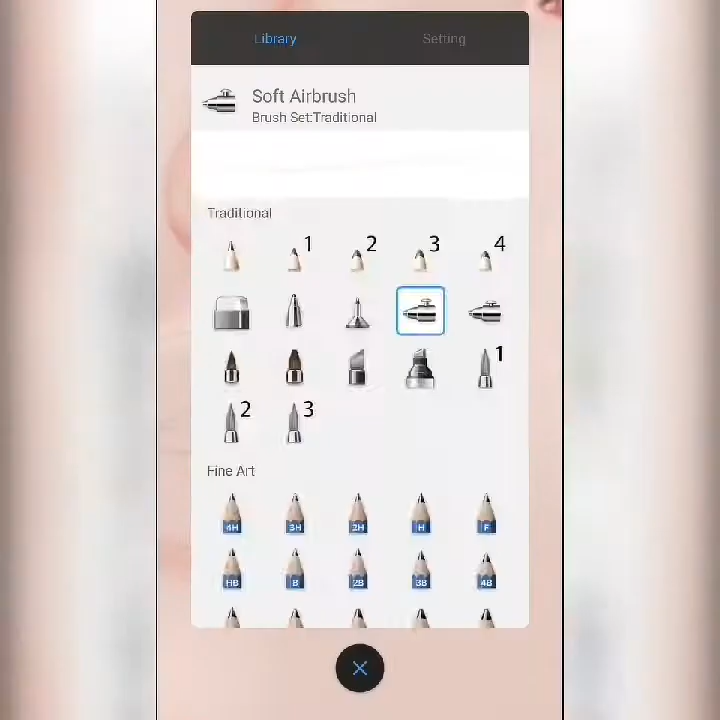 Library Setting
Soft Airbrush
Brush Set:Traditional
Traditional
1 2 3 4
1
2 3
Fine Art
4H 3H 2H H F
HB B 2B 3B 4B